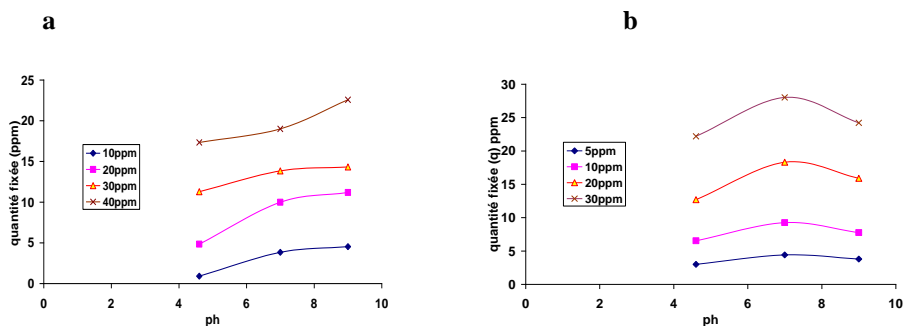 a
b
quantité fixée (ppm)
25
20
15
10
5
0
10ppm
20ppm
30ppm
40ppm
0 2 4 6 8 10
ph
quantité fixée (q) ppm
30
25
20
15
10
5
0
5ppm
10ppm
20ppm
30ppm
0 2 4 6 8 10
ph